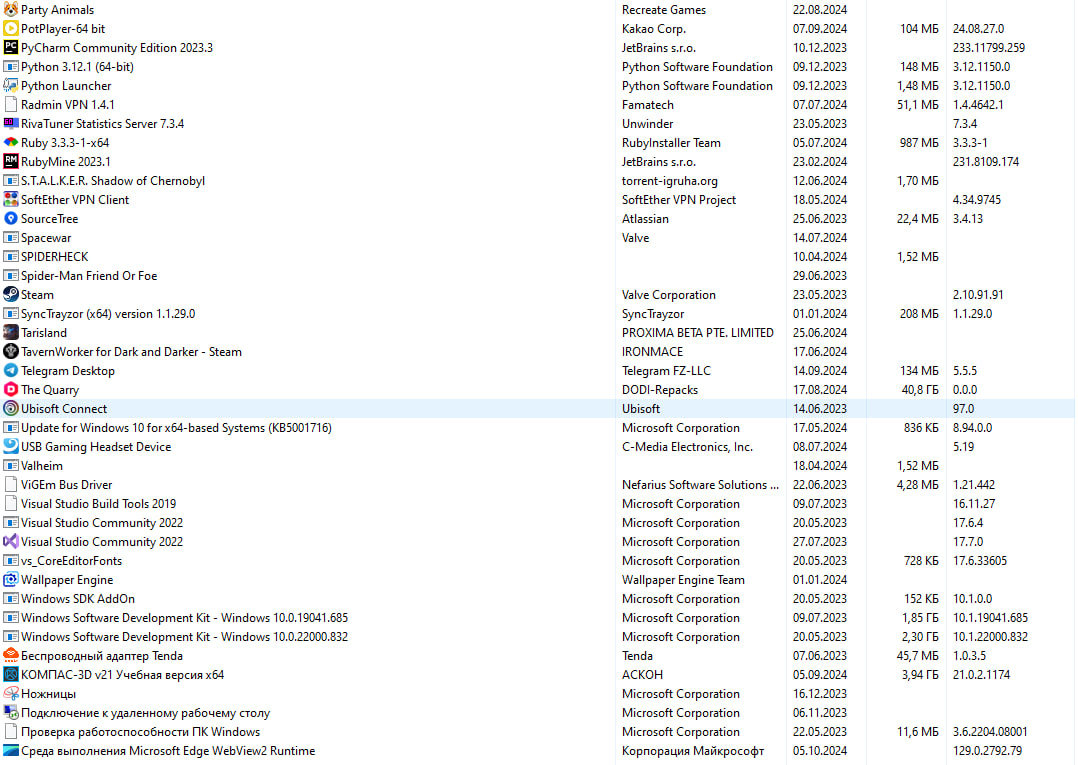 Party Animals Recreate Games 22.08.2024
PotPlayer-64 bit Kakao Corp. 07.09.2024 104 МБ 24.08.27.0
PyCharm Community Edition 2023.3 JetBrains s.r.o. 10.12.2023 233.11799.259
Python 3.12.1 (64-bit) Python Software Foundation 09.12.2023 148 МБ 3.12.1150.0
Python Launcher Python Software Foundation 09.12.2023 1,48 МБ 3.12.1150.0
Radmin VPN 1.4.1 Famatech 07.07.2024 51,1 МБ 1.4.4642.1
RivaTuner Statistics Server 7.3.4 Unwinder 23.05.2023 7.3.4
Ruby 3.3.3-1-x64 RubyInstaller Team 05.07.2024 987 МБ 3.3.3-1
RubyMine 2023.1 JetBrains s.r.o. 23.02.2024 231.8109.174
S.T.A.L.K.E.R. Shadow of Chernobyl torrent-igruha.org 12.06.2024 1,70 МБ
SoftEther VPN Client SoftEther VPN Project 18.05.2024 4.34.9745
SourceTree Atlassian 25.06.2023 22,4 МБ 3.4.13
Spacewar Valve 14.07.2024
SPIDERHECK 10.04.2024 1,52 МБ
Spider-Man Friend Or Foe 29.06.2023
Steam Valve Corporation 23.05.2023 2.10.91.91
SyncTrayzor (x64) version 1.1.29.0 SyncTrayzor 01.01.2024 208 МБ 1.1.29.0
Tarisland PROXIMA BETA PTE. LIMITED 25.06.2024
TavernWorker for Dark and Darker - Steam IRONMACE 17.06.2024
Telegram Desktop Telegram FZ-LLC 14.09.2024 134 МБ 5.5.5
The Quarry DODI-Repacks 17.08.2024 40,8 ГБ 0.0.0
Ubisoft Connect Ubisoft 14.06.2023 97.0
Update for Windows 10 for x64-based Systems (KB5001716) Microsoft Corporation 17.05.2024 836 КБ 8.94.0.0
USB Gaming Headset Device C-Media Electronics, Inc. 08.07.2024 5.19
Valheim 18.04.2024 1,52 МБ
ViGEm Bus Driver Nefarius Software Solutions ... 22.06.2023 4,28 МБ 1.21.442
Visual Studio Build Tools 2019 Microsoft Corporation 09.07.2023 16.11.27
Visual Studio Community 2022 Microsoft Corporation 20.05.2023 17.6.4
Visual Studio Community 2022 Microsoft Corporation 27.07.2023 17.7.0
vs_CoreEditorFonts Microsoft Corporation 20.05.2023 728 КБ 17.6.33605
Wallpaper Engine Wallpaper Engine Team 01.01.2024
Windows SDK AddOn Microsoft Corporation 20.05.2023 152 КБ 10.1.0.0
Windows Software Development Kit - Windows 10.0.19041.685 Microsoft Corporation 09.07.2023 1,85 ГБ 10.1.19041.685
Windows Software Development Kit - Windows 10.0.22000.832 Microsoft Corporation 20.05.2023 2,30 ГБ 10.1.22000.832
Беспроводный адаптер Tenda Tenda 07.06.2023 45,7 МБ 1.0.3.5
КОМПАС-3D v21 Учебная версия x64 АСКОН 05.09.2024 3,94 ГБ 21.0.2.1174
Ножницы Microsoft Corporation 16.12.2023
Подключение к удаленному рабочему столу Microsoft Corporation 06.11.2023
Проверка работоспособности ПК Windows Microsoft Corporation 22.05.2023 11,6 МБ 3.6.2204.08001
Среда выполнения Microsoft Edge WebView2 Runtime Корпорация Майкрософт 05.10.2024 129.0.2792.79